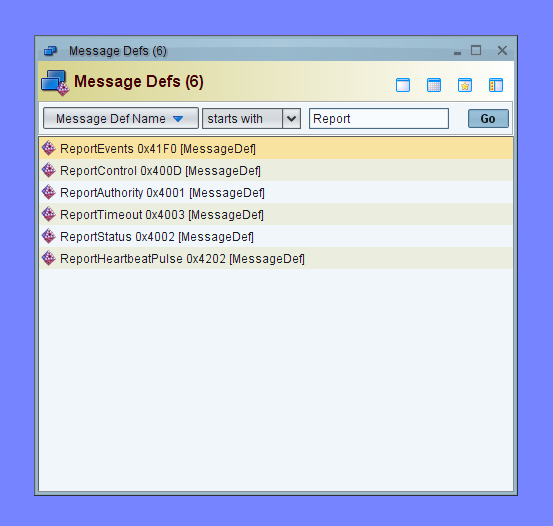 Message Defs (6)
Message Defs (6)
Message Def Name starts with Report Go
ReportEvents 0x41F0 [MessageDef]
ReportControl 0x400D [MessageDef]
ReportAuthority 0x4001 [MessageDef]
ReportTimeout 0x4003 [MessageDef]
ReportStatus 0x4002 [MessageDef]
ReportHeartbeatPulse 0x4202 [MessageDef]